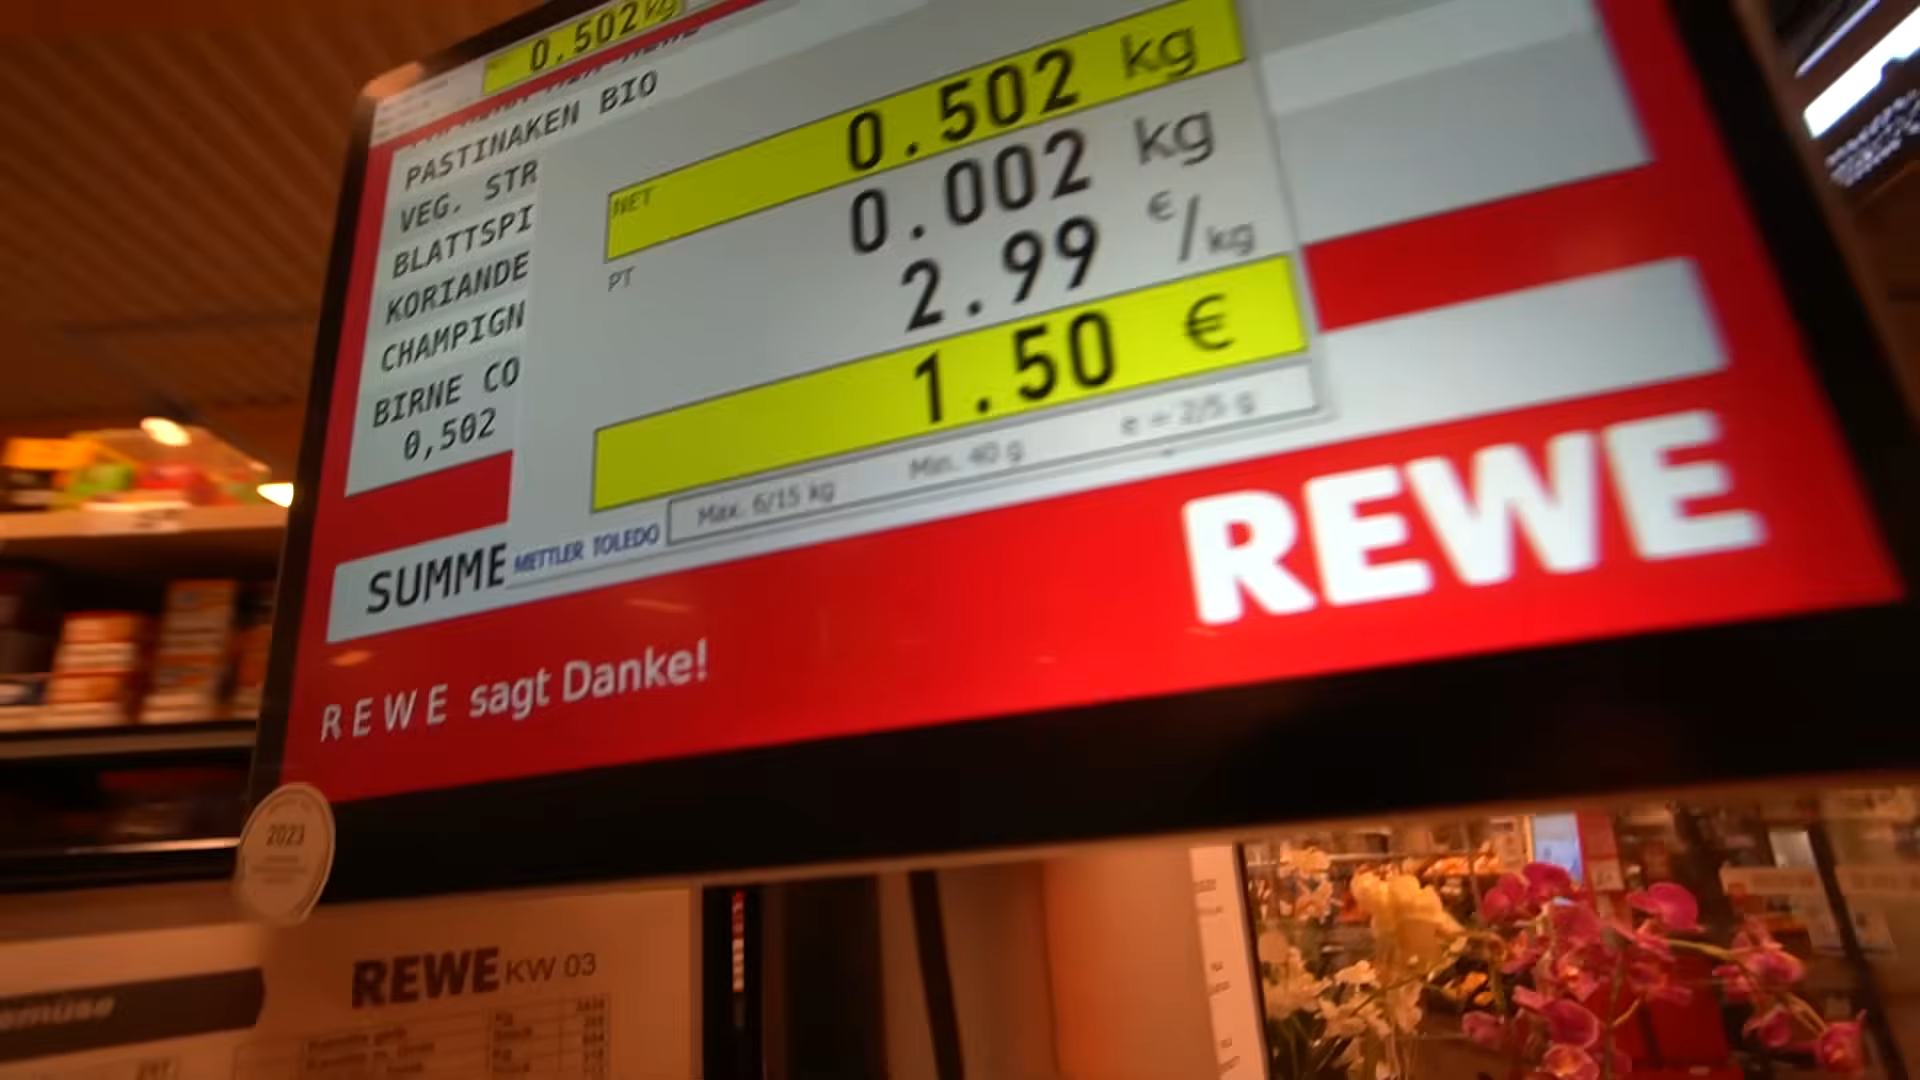 0.502 kg
PASTINAKEN BIO
VEG. STR
BLATTSPI
KORIANDE
CHAMPIGN
BIRNE CO
0,502
NET 0.502 kg
PT 0.002 kg
2.99 €/kg
1.50 €
Max. 6/15 kg Min. 40 g e = 2/5 g
METTLER TOLEDO
SUMME
REWE
R E W E sagt Danke!
2023
REWE KW 03